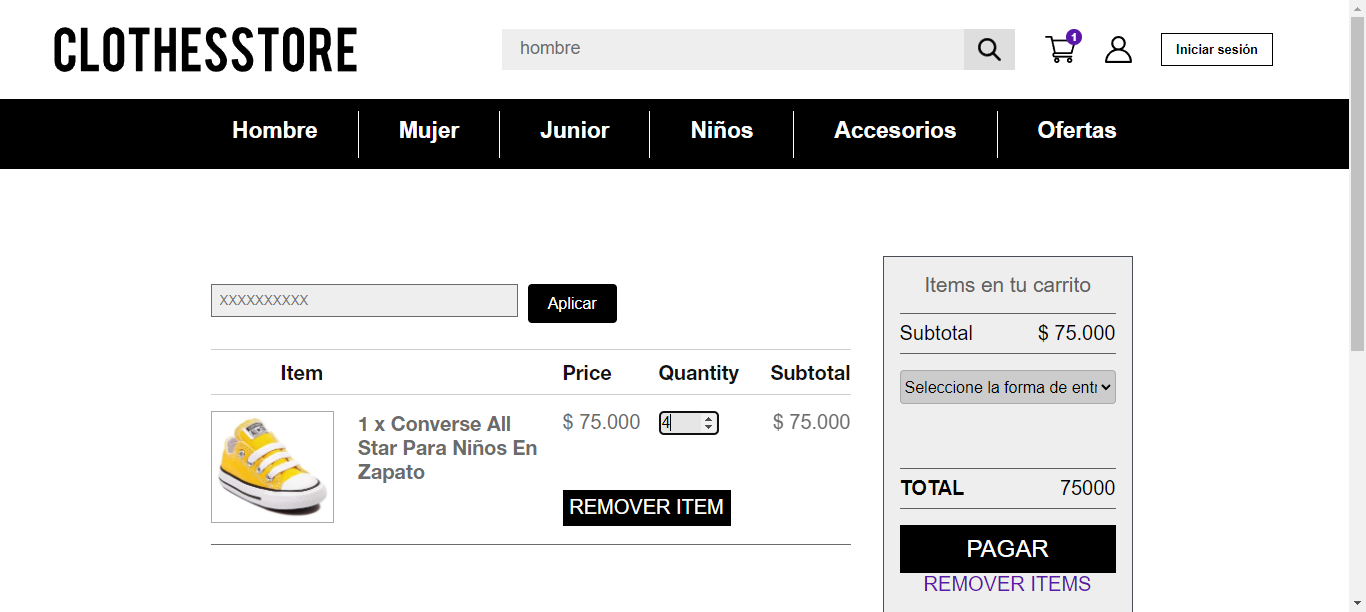 CLOTHESSTORE
hombre
1
Iniciar sesión
Hombre
Mujer
Junior
Niños
Accesorios
Ofertas
XXXXXXXXXX
Aplicar
Item
Price
Quantity
Subtotal
1 x Converse All
Star Para Niños En
Zapato
$ 75.000
4
$ 75.000
REMOVER ITEM
Items en tu carrito
Subtotal $ 75.000
Seleccione la forma de entr
TOTAL 75000
PAGAR
REMOVER ITEMS